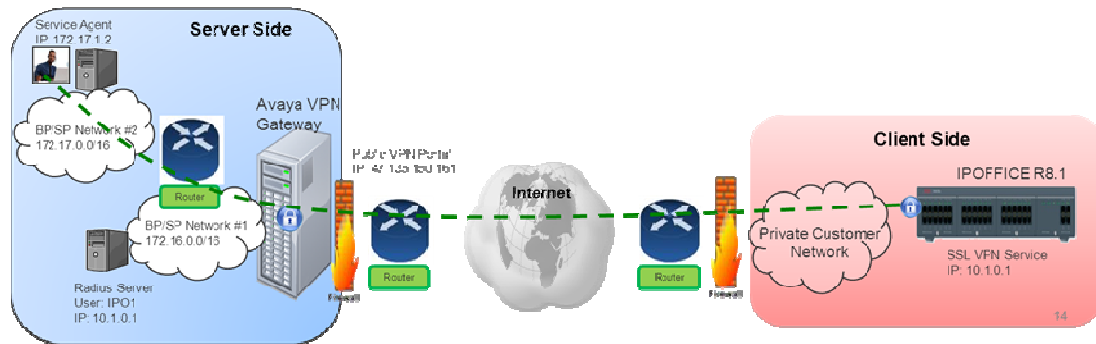 Server Side
Service Agent
IP: 172.17.1.2
BP/SP Network #2
172.17.0.0/16
Router
Avaya VPN
Gateway
BP/SP Network #1
172.16.0.0/16
Radius Server
User: IPO1
IP: 10.1.0.1
Public VPN Portal
IP:
Firewall
Router
Internet
Router
Firewall
Client Side
IPOFFICE R8.1
Private Customer
Network
SSL VPN Service
IP: 10.1.0.1
14